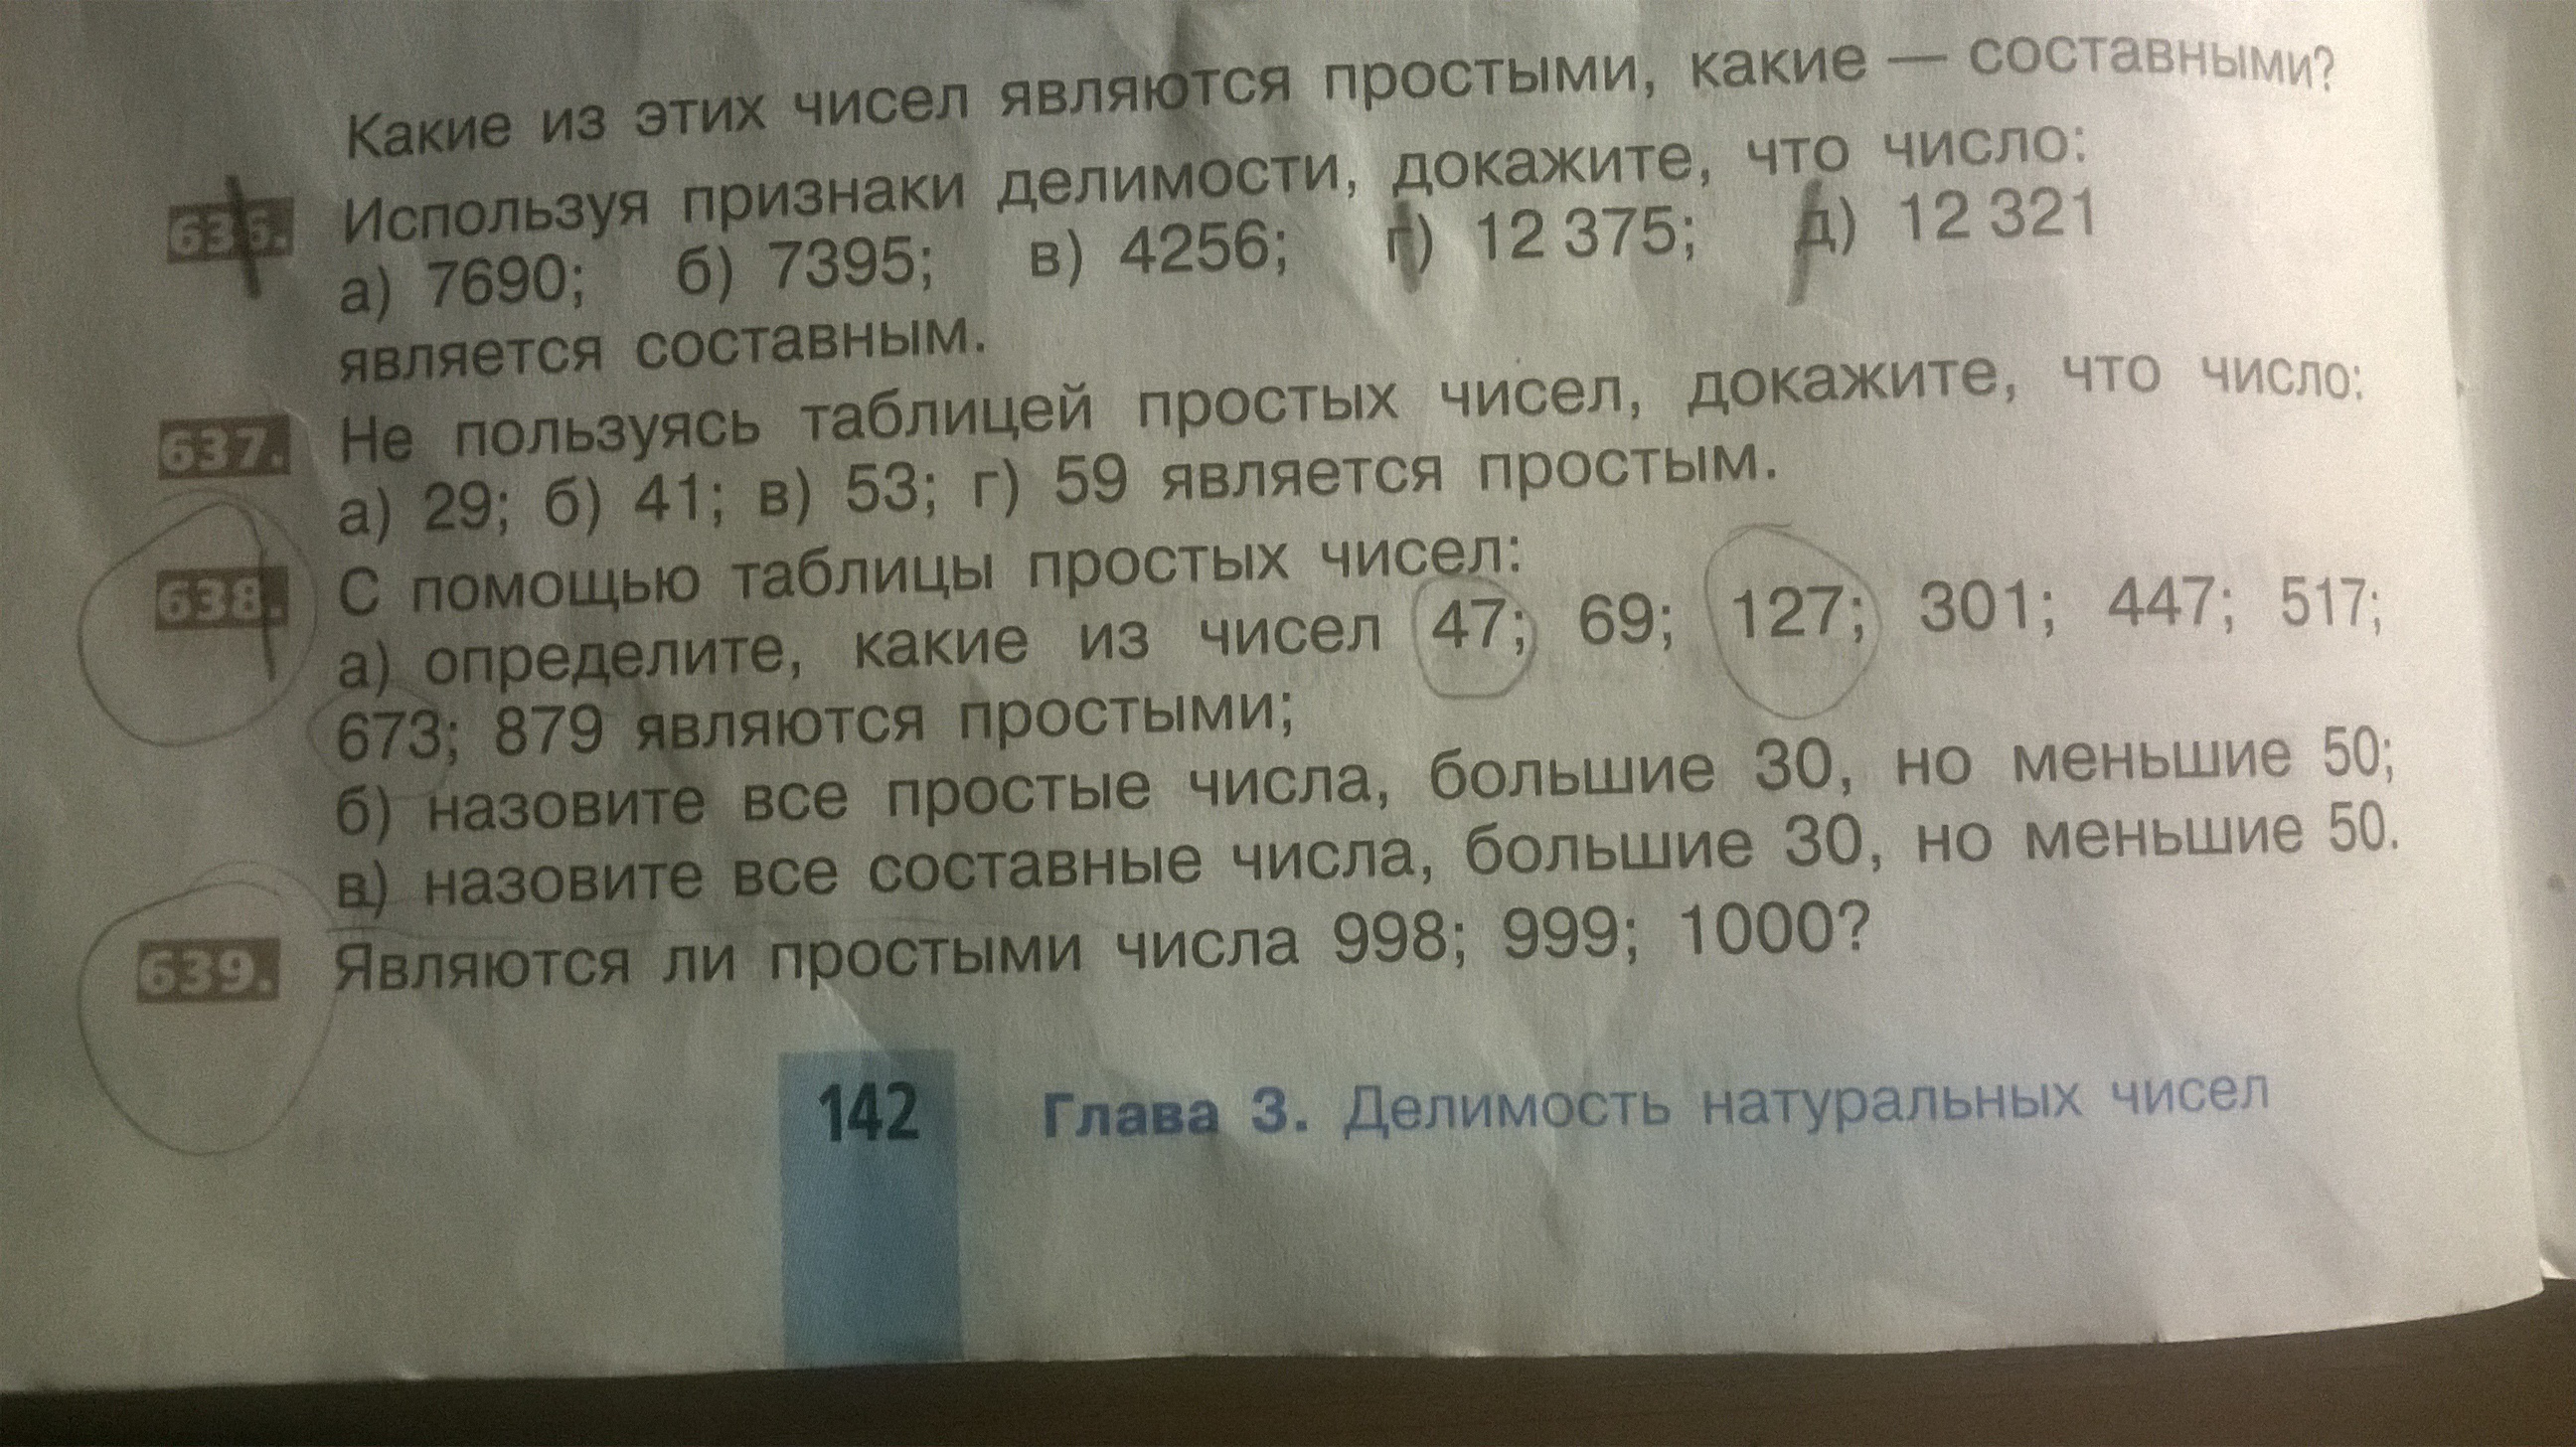 Какие из этих чисел являются простыми, какие — составными?
636. Используя признаки делимости, докажите, что число:
а) 7690; б) 7395; в) 4256; г) 12 375; д) 12 321
является составным.
637. Не пользуясь таблицей простых чисел, докажите, что число:
а) 29; б) 41; в) 53; г) 59 является простым.
638. С помощью таблицы простых чисел:
а) определите, какие из чисел 47; 69; 127; 301; 447; 517;
673; 879 являются простыми;
б) назовите все простые числа, большие 30, но меньшие 50;
в) назовите все составные числа, большие 30, но меньшие 50.
639. Являются ли простыми числа 998; 999; 1000?
142 Глава 3. Делимость натуральных чисел